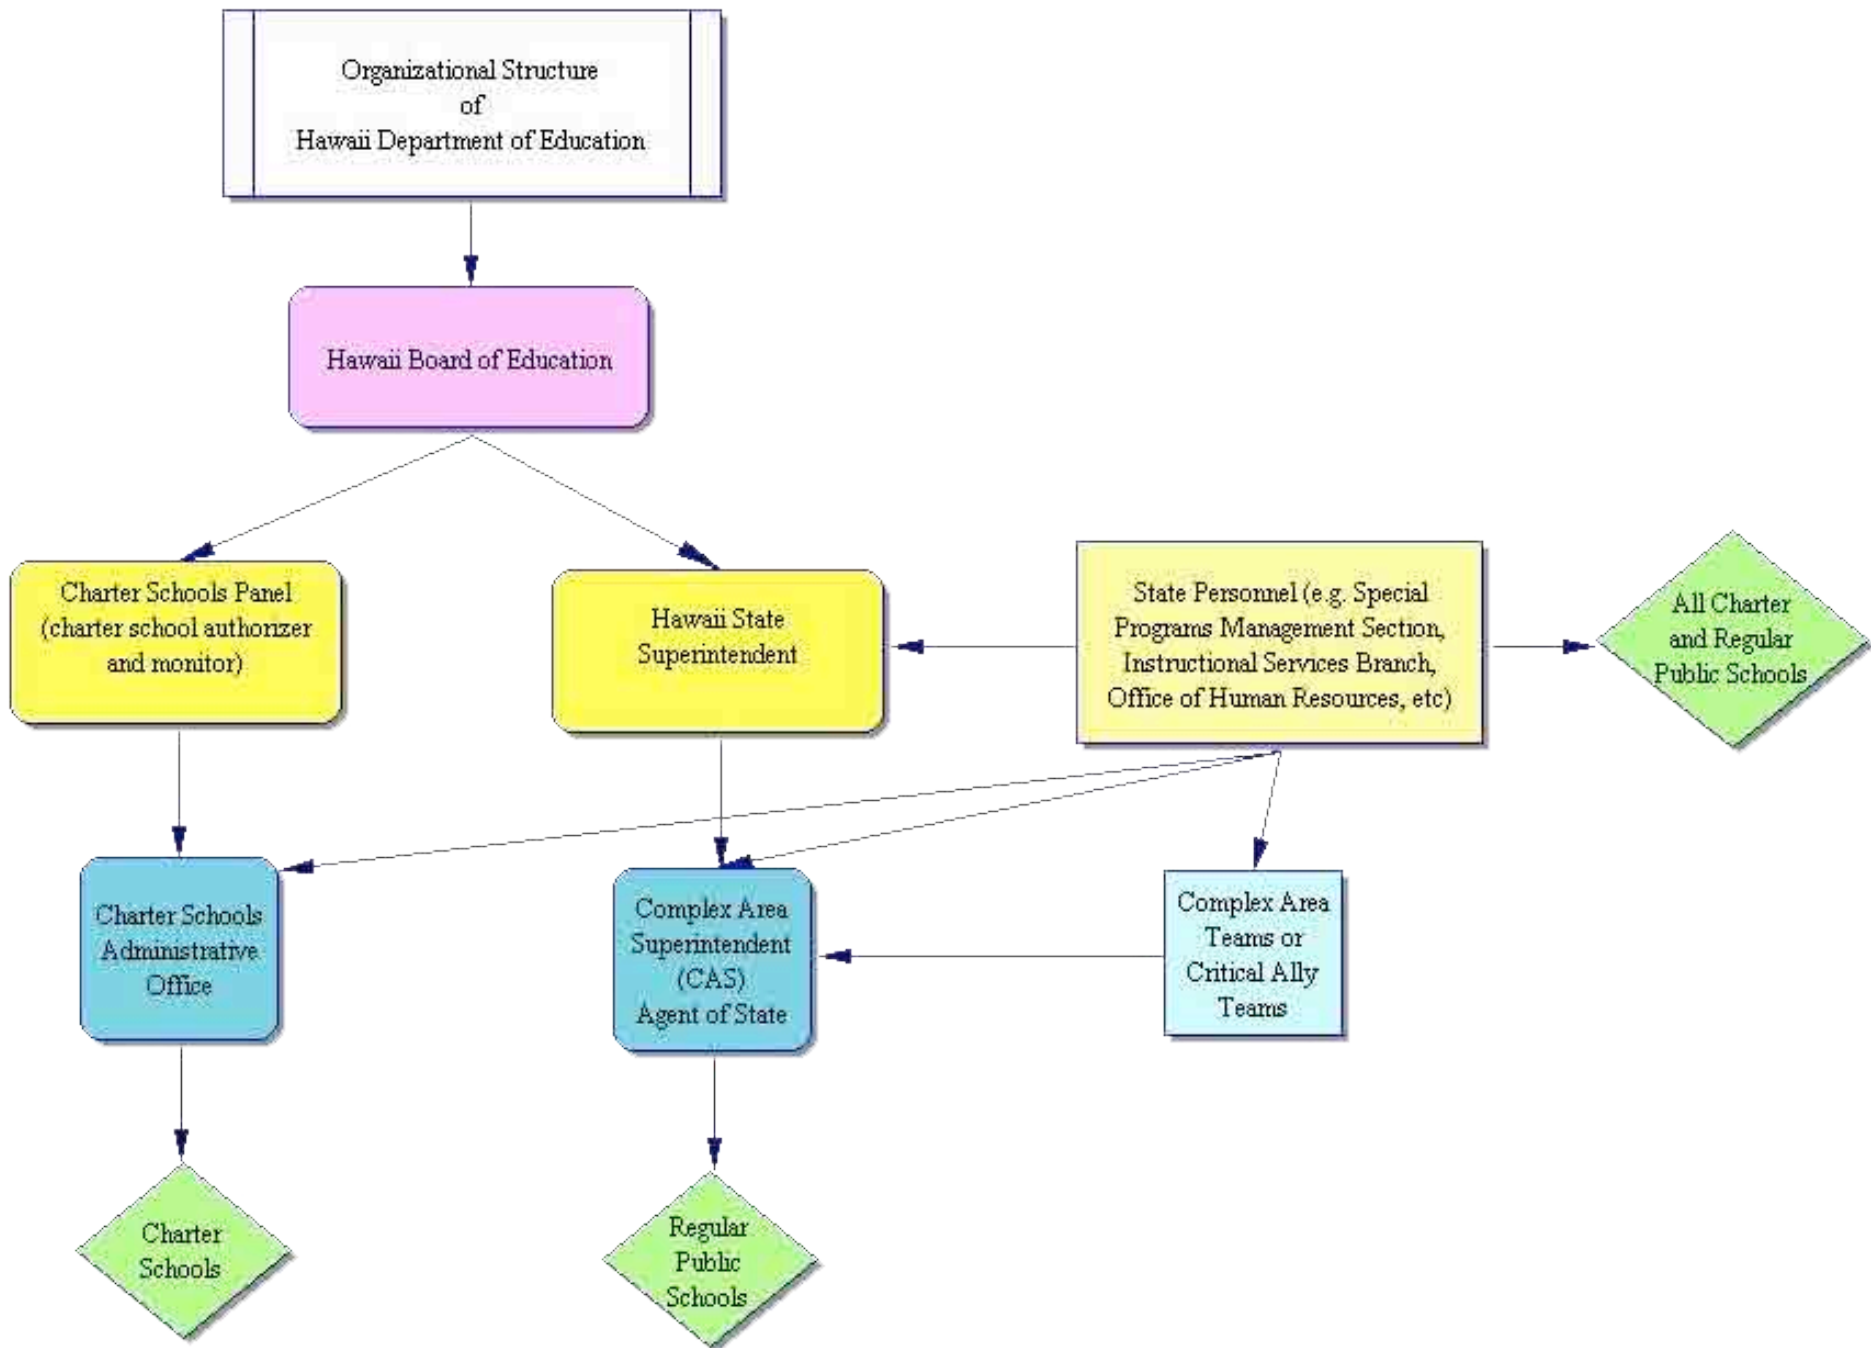 Organizational Structure
of
Hawaii Department of Education
Hawaii Board of Education
Charter Schools Panel
(charter school authorizer
and monitor)
Hawaii State
Superintendent
State Personnel (e.g. Special
Programs Management Section,
Instructional Services Branch,
Office of Human Resources, etc)
All Charter
and Regular
Public Schools
Charter Schools
Administrative
Office
Complex Area
Superintendent
(CAS)
Agent of State
Complex Area
Teams or
Critical Ally
Teams
Charter
Schools
Regular
Public
Schools